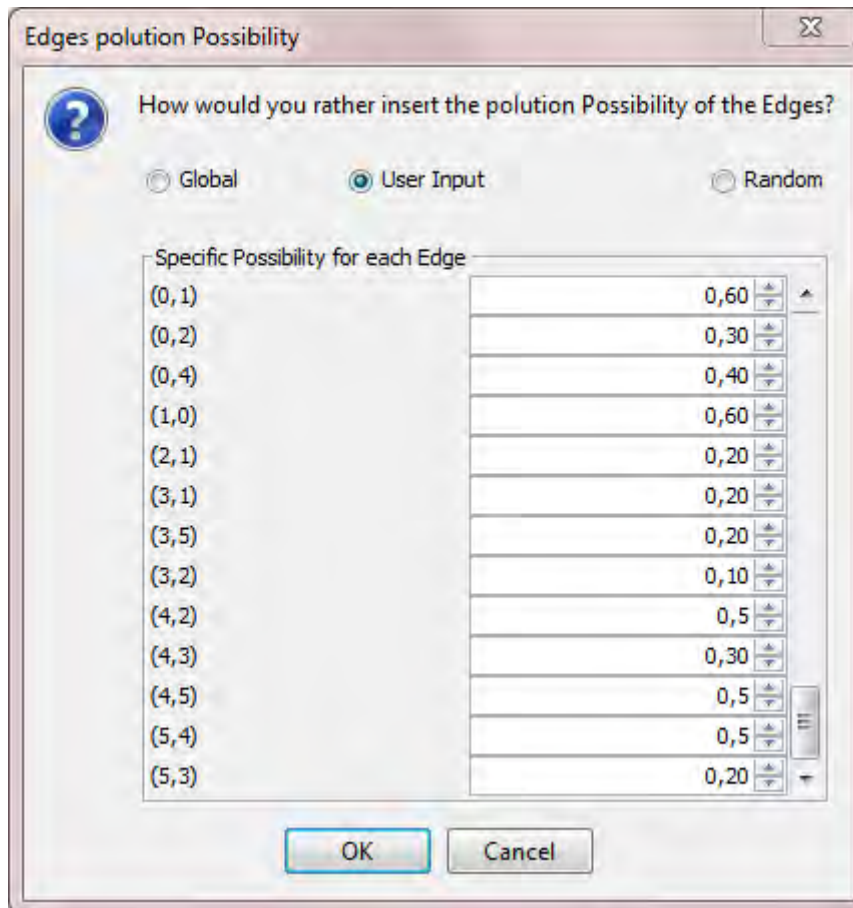 Edges polution Possibility
How would you rather insert the polution Possibility of the Edges?
Global User Input Random
Specific Possibility for each Edge
(0,1) 0,60
(0,2) 0,30
(0,4) 0,40
(1,0) 0,60
(2,1) 0,20
(3,1) 0,20
(3,5) 0,20
(3,2) 0,10
(4,2) 0,5
(4,3) 0,30
(4,5) 0,5
(5,4) 0,5
(5,3) 0,20
OK Cancel